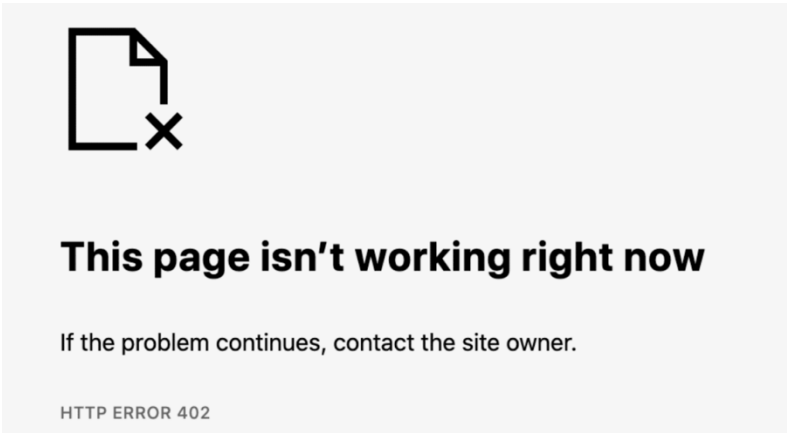 This page isn’t working right now
If the problem continues, contact the site owner.
HTTP ERROR 402